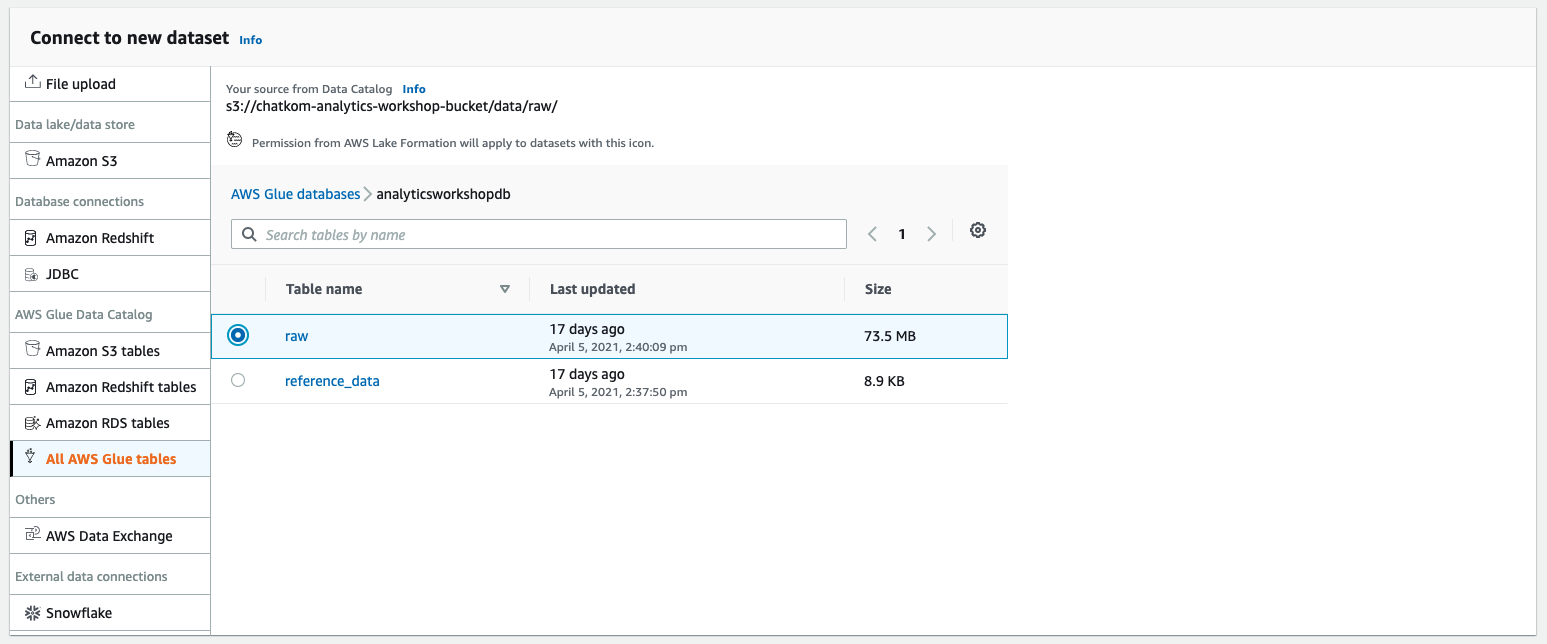 Connect to new dataset Info
File upload
Data lake/data store
Amazon S3
Database connections
Amazon Redshift
JDBC
AWS Glue Data Catalog
Amazon S3 tables
Amazon Redshift tables
Amazon RDS tables
All AWS Glue tables
Others
AWS Data Exchange
External data connections
Snowflake
Your source from Data Catalog Info
s3://chatkom-analytics-workshop-bucket/data/raw/
Permission from AWS Lake Formation will apply to datasets with this icon.
AWS Glue databases > analyticsworkshopdb
Search tables by name
1
Table name Last updated Size
raw 17 days ago 73.5 MB
April 5, 2021, 2:40:09 pm
reference_data 17 days ago 8.9 KB
April 5, 2021, 2:37:50 pm